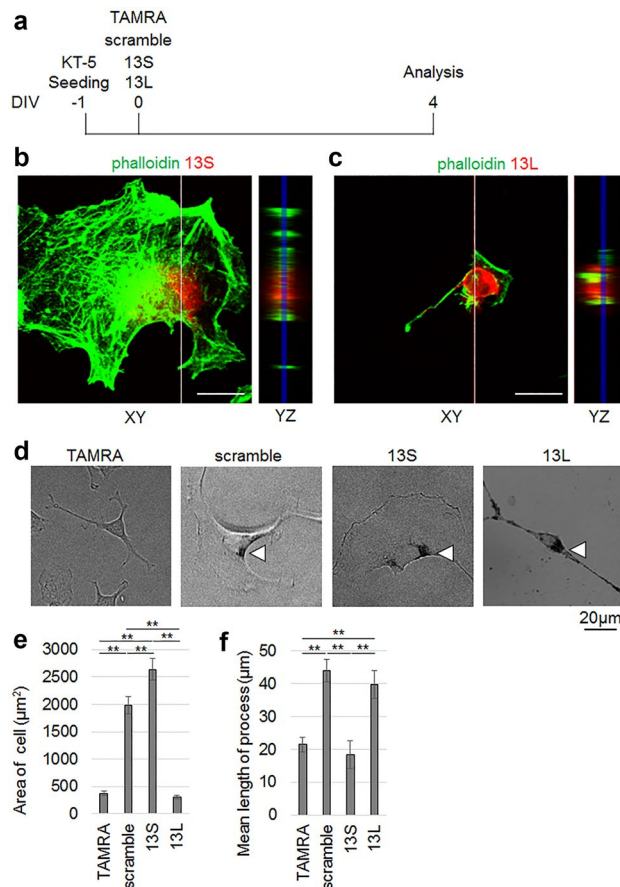 a
TAMRA
scramble
KT-5 13S
Seeding 13L
Analysis
DIV -1 0 4
b
phalloidin 13S
c
phalloidin 13L
XY YZ XY YZ
d
TAMRA scramble 13S 13L
20µm
e
** 
**
** ** **
3000
2500
2000
1500
1000
500
0
Area of cell (µm²)
TAMRA
scramble
13S
13L
f
**
** ** **
50
40
30
20
10
0
Mean length of process (µm)
TAMRA
scramble
13S
13L